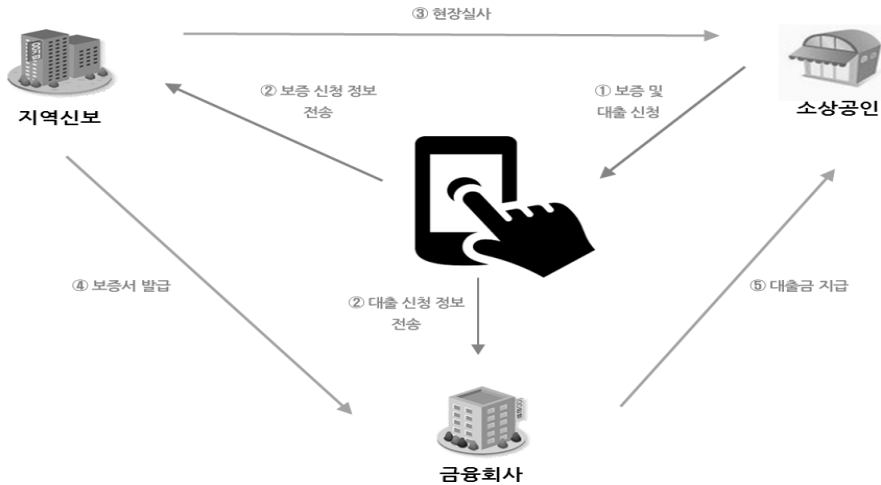 ③ 현장실사
② 보증 신청 정보
전송
① 보증 및
대출 신청
지역신보
소상공인
④ 보증서 발급
② 대출 신청 정보
전송
⑤ 대출금 지급
금융회사